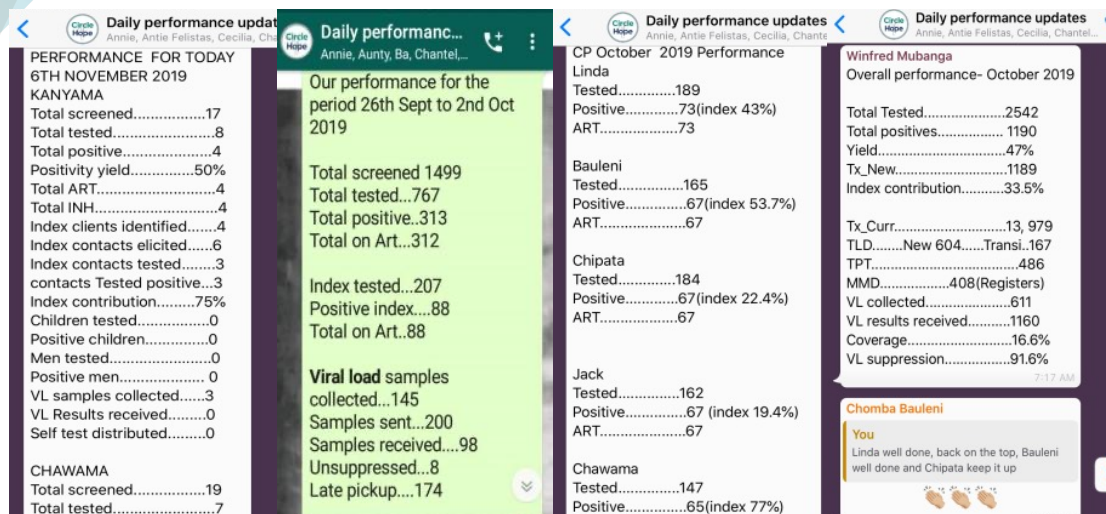 Circle Hope
Daily performance updat
Annie, Antie Felistas, Cecilia, Cha
PERFORMANCE FOR TODAY
6TH NOVEMBER 2019
KANYAMA
Total screened...............17
Total tested....................8
Total positive..................4
Positivity yield..............50%
Total ART.......................4
Total INH........................4
Index clients identified.......4
Index contacts elicited......6
Index contacts tested.......3
contacts Tested positive...3
Index contribution.........75%
Children tested..............0
Positive children............0
Men tested....................0
Positive men................. 0
VL samples collected......3
VL Results received.........0
Self test distributed.........0
CHAWAMA
Total screened...............19
Total tested....................7
Circle Hope
Daily performanc...
Annie, Aunty, Ba, Chantel,...
Our performance for the
period 26th Sept to 2nd Oct
2019
Total screened 1499
Total tested...767
Total positive..313
Total on Art...312
Index tested...207
Positive index....88
Total on Art..88
Viral load samples
collected...145
Samples sent...200
Samples received....98
Unsuppressed...8
Late pickup....174
Circle Hope
Daily performance updates
Annie, Antie Felistas, Cecilia, Chante
CP October 2019 Performance
Linda
Tested..............189
Positive.............73(index 43%)
ART....................73
Bauleni
Tested................165
Positive...............67(index 53.7%)
ART....................67
Chipata
Tested..............184
Positive.............67(index 22.4%)
ART....................67
Jack
Tested..............162
Positive.............67 (index 19.4%)
ART....................67
Chawama
Tested..............147
Positive.............65(index 77%)
Circle Hope
Daily performance updates
Annie, Antie Felistas, Cecilia, Chantel...
Winfred Mubanga
Overall performance- October 2019
Total Tested....................2542
Total positives................ 1190
Yield...............................47%
Tx_New...........................1189
Index contribution............33.5%
Tx_Curr...........................13, 979
TLD........New 604......Transi..167
TPT.................................486
MMD.................408(Registers)
VL collected.....................611
VL results received...........1160
Coverage.........................16.6%
VL suppression.................91.6%
7:17 AM
Chomba Bauleni
You
Linda well done, back on the top, Bauleni
well done and Chipata keep it up